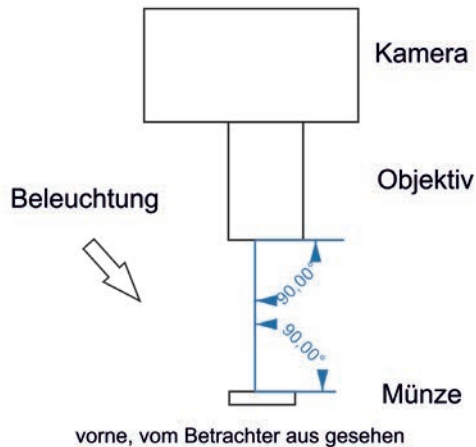 Kamera
Objektiv
Beleuchtung
90,00°
90,00°
Münze
vorne, vom Betrachter aus gesehen